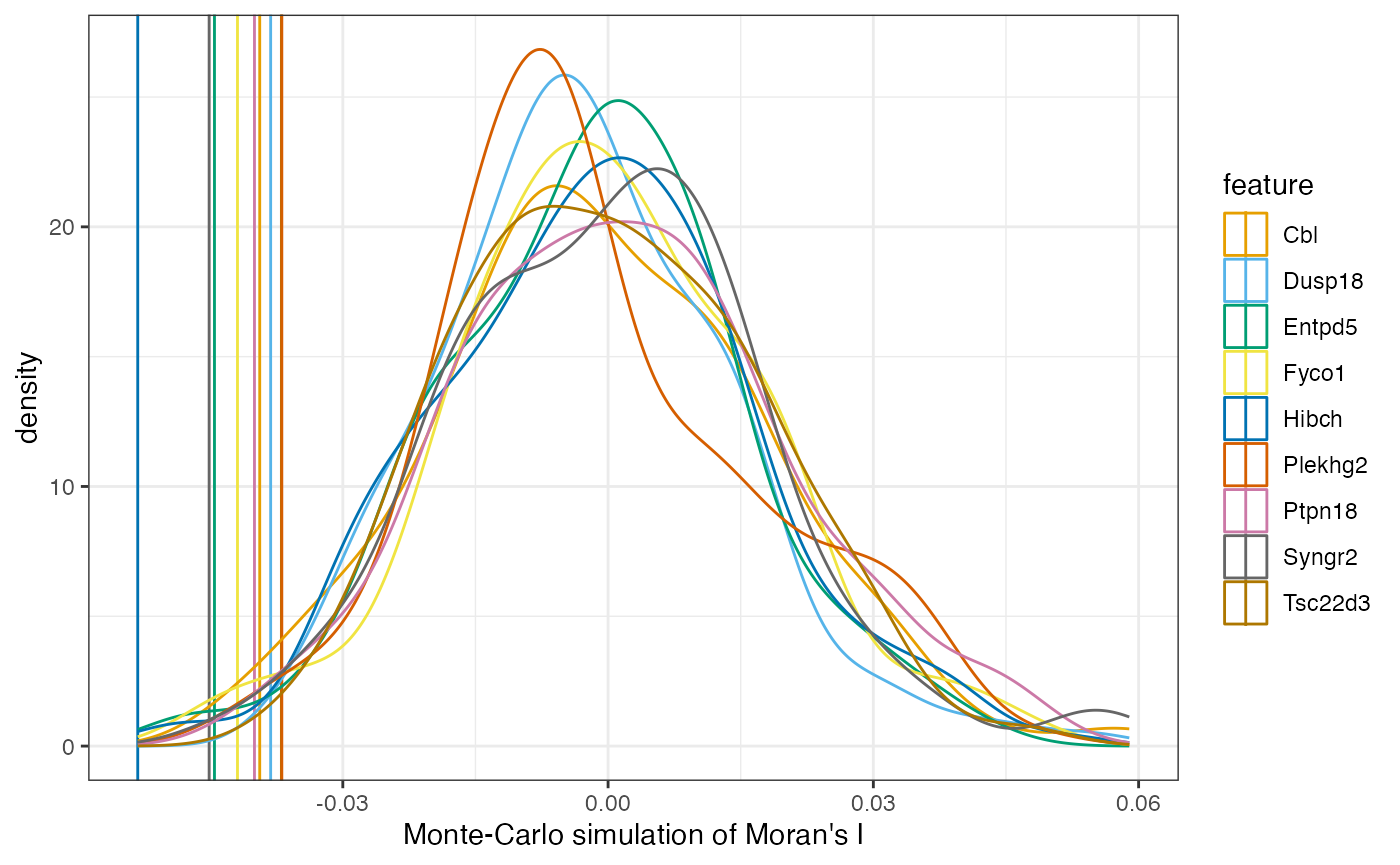 density
20
10
0
-0.03
0.00
0.03
0.06
Monte-Carlo simulation of Moran's I
feature
Cbl
Dusp18
Entpd5
Fyco1
Hibch
Plekhg2
Ptpn18
Syngr2
Tsc22d3